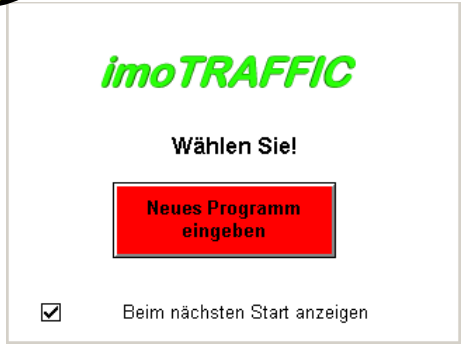 imoTRAFFIC
Wählen Sie!
Neues Programm
eingeben
Beim nächsten Start anzeigen